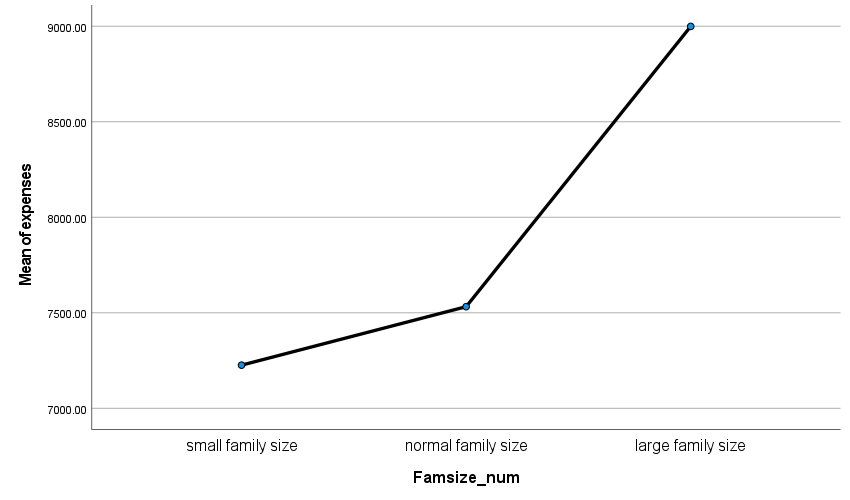 9000.00
8500.00
8000.00
7500.00
7000.00
Mean of expenses
small family size normal family size large family size
Famsize_num